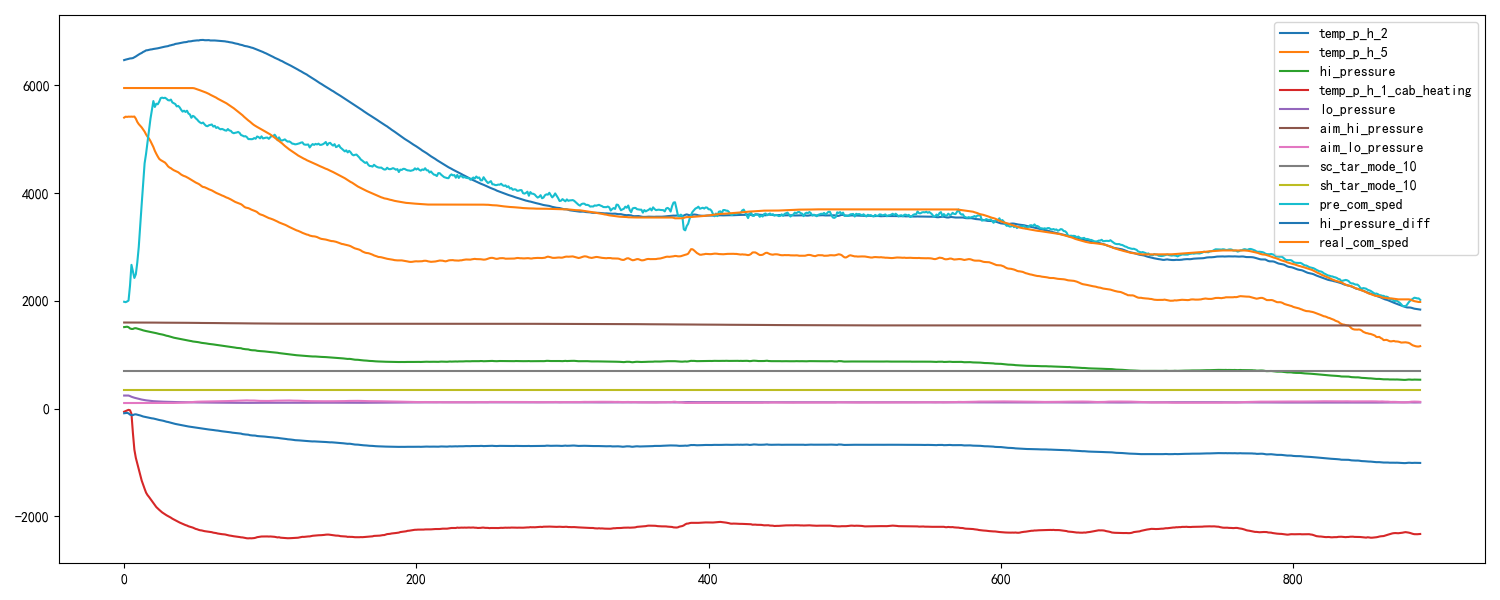 6000
4000
2000
0
−2000
0
200
400
600
800
temp_p_h_2
temp_p_h_5
hi_pressure
temp_p_h_1_cab_heating
lo_pressure
aim_hi_pressure
aim_lo_pressure
sc_tar_mode_10
sh_tar_mode_10
pre_com_sped
hi_pressure_diff
real_com_sped